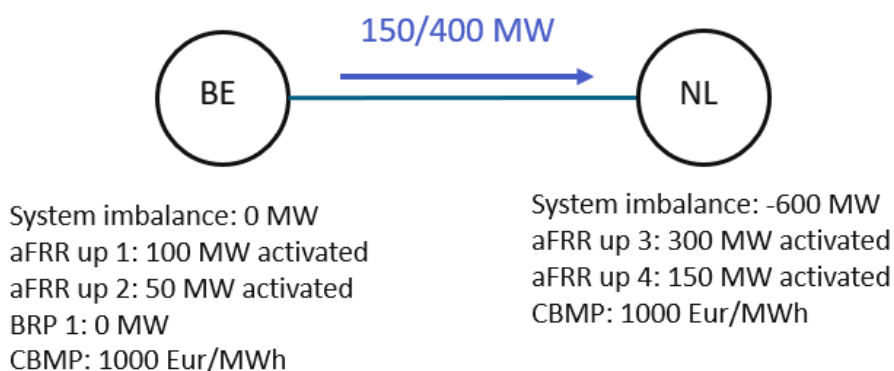 150/400 MW
BE
NL
System imbalance: 0 MW
aFRR up 1: 100 MW activated
aFRR up 2: 50 MW activated
BRP 1: 0 MW
CBMP: 1000 Eur/MWh
System imbalance: -600 MW
aFRR up 3: 300 MW activated
aFRR up 4: 150 MW activated
CBMP: 1000 Eur/MWh